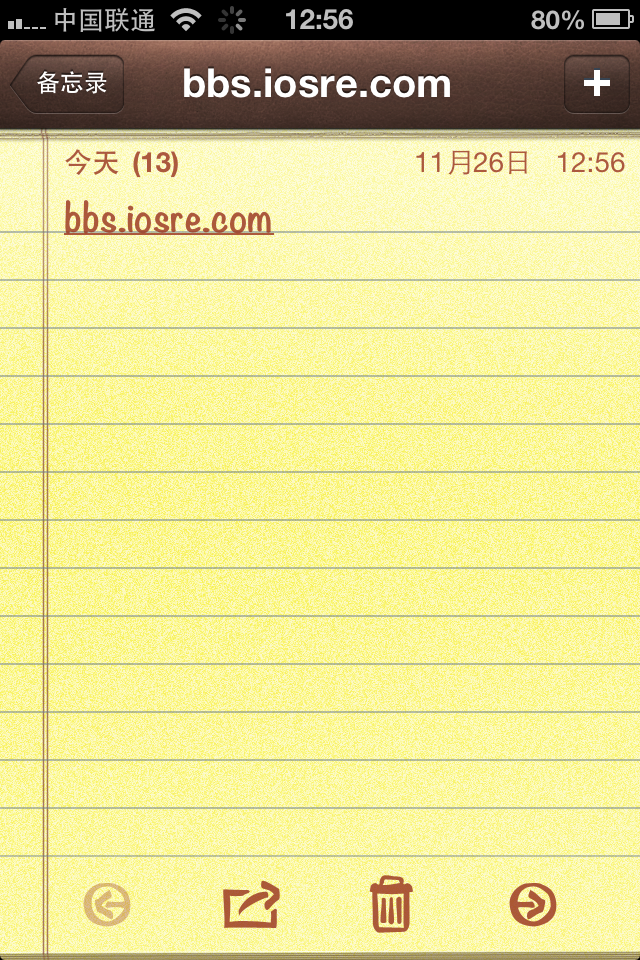 中国联通 12:56 80%
备忘录 bbs.iosre.com +
今天 (13) 11月26日 12:56
bbs.iosre.com